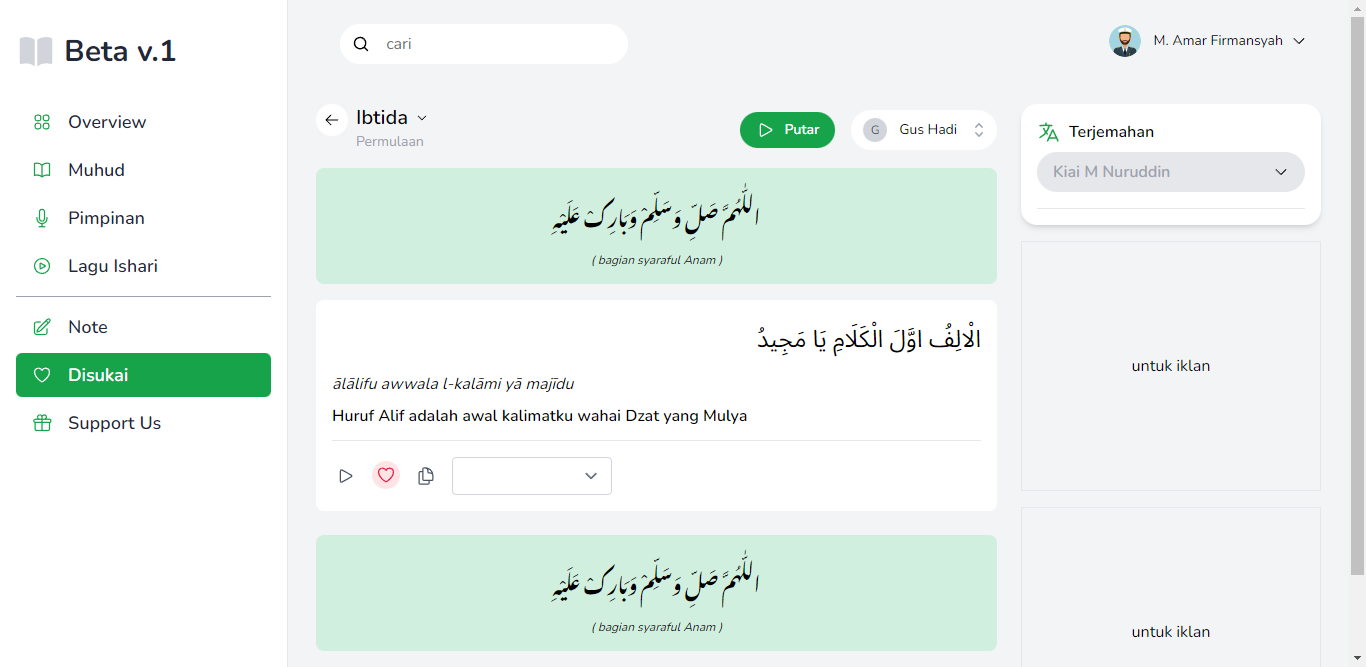 Beta v.1
Overview
Muhud
Pimpinan
Lagu Ishari
Note
Disukai
Support Us
cari
M. Amar Firmansyah
Ibtida
Permulaan
Putar
G Gus Hadi
اللّٰهُمَّ صَلِّ وَسَلِّمْ وَبَارِكْ عَلَيْهِ
( bagian syaraful Anam )
الْالِفُ اوَّلَ الْكَلَامِ يَا مَجِيدُ
ālālifu awwala l-kalāmi yā majīdu
Huruf Alif adalah awal kalimatku wahai Dzat yang Mulya
اللّٰهُمَّ صَلِّ وَسَلِّمْ وَبَارِكْ عَلَيْهِ
( bagian syaraful Anam )
Terjemahan
Kiai M Nuruddin
untuk iklan
untuk iklan